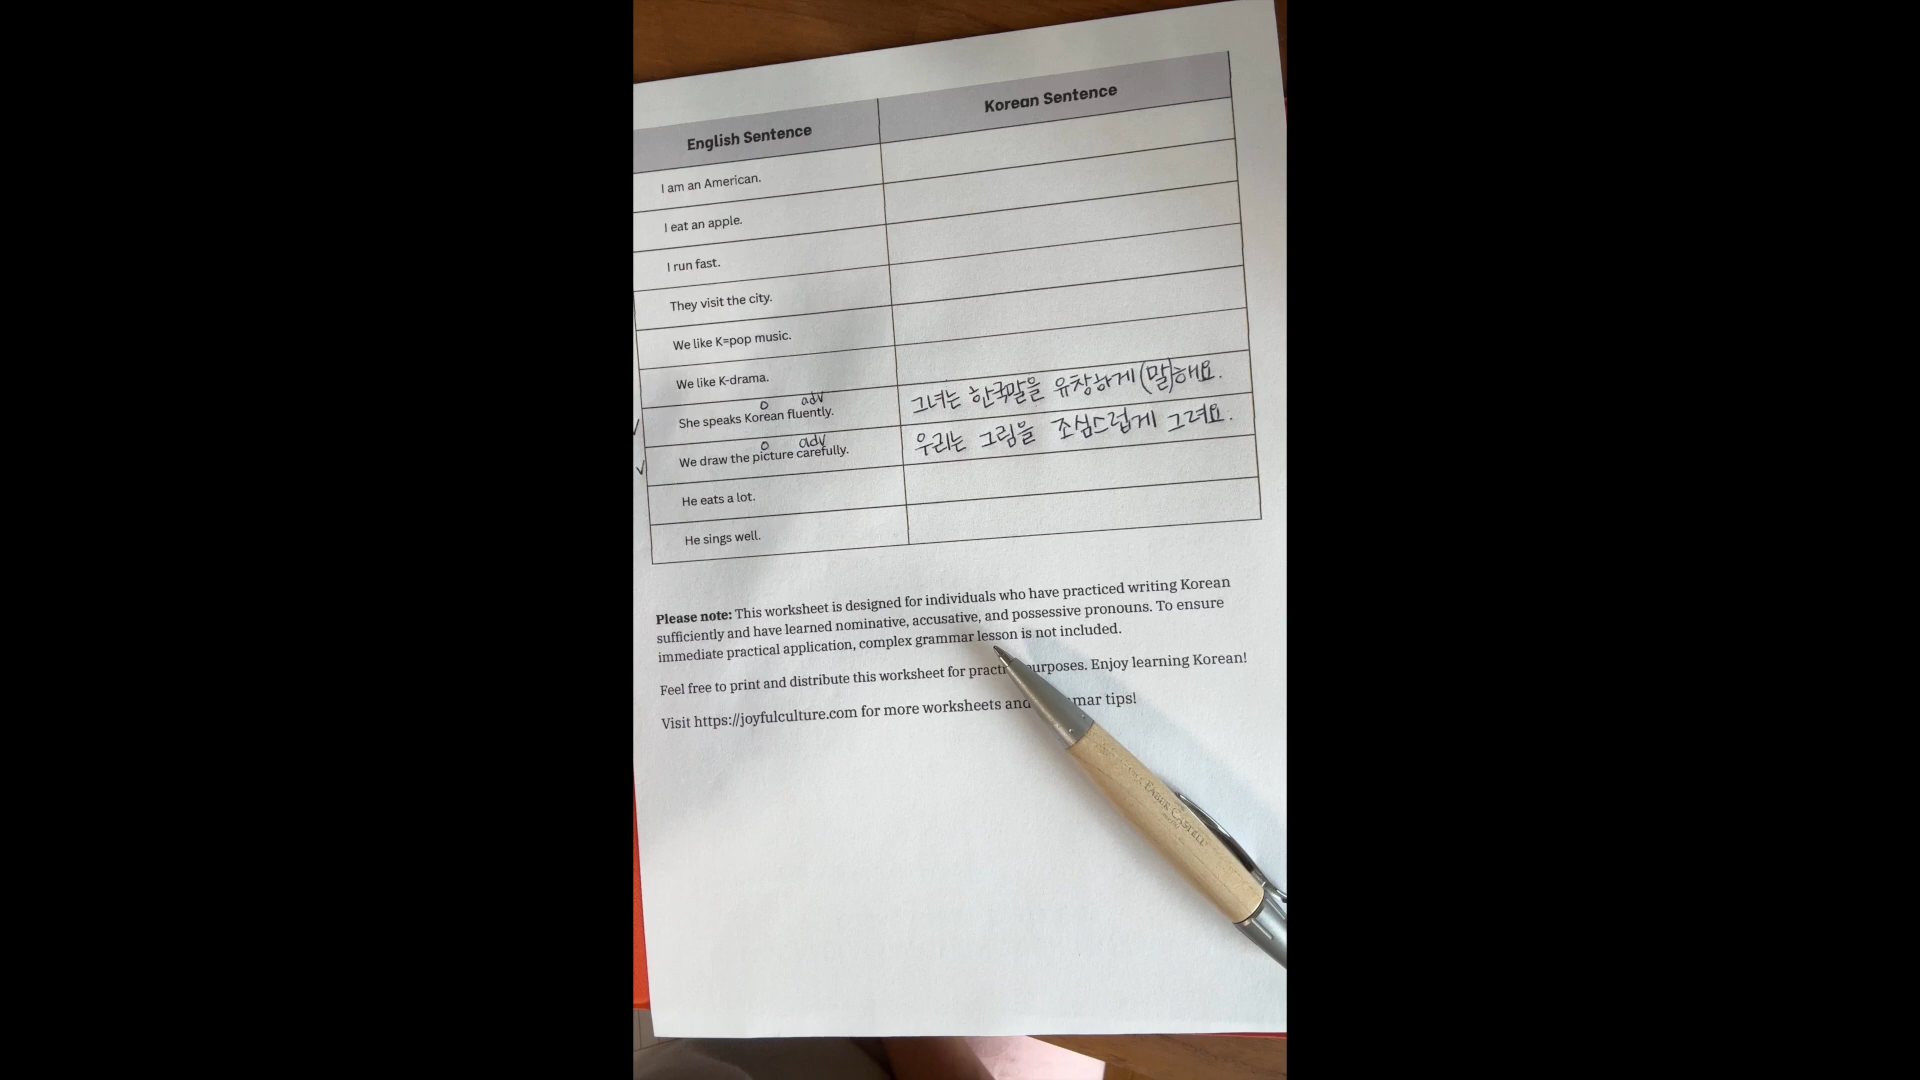 English Sentence Korean Sentence
I am an American.
I eat an apple.
I run fast.
They visit the city.
We like K=pop music.
We like K-drama.
o adv
She speaks Korean fluently. 그녀는 한국말을 유창하게 (말)해요.
o adv
We draw the picture carefully. 우리는 그림을 조심스럽게 그려요.
He eats a lot.
He sings well.
Please note: This worksheet is designed for individuals who have practiced writing Korean
sufficiently and have learned nominative, accusative, and possessive pronouns. To ensure
immediate practical application, complex grammar lesson is not included.
Feel free to print and distribute this worksheet for practi urposes. Enjoy learning Korean!
Visit https://joyfulculture.com for more worksheets and mar tips!
FABER CASTELL